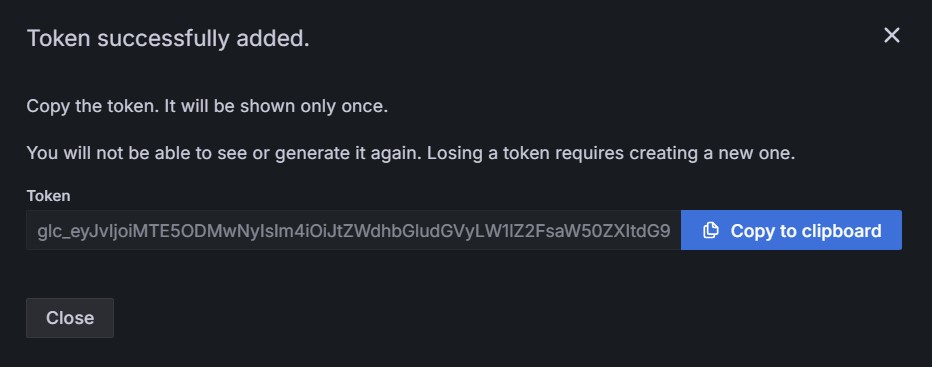 Token successfully added.
Copy the token. It will be shown only once.
You will not be able to see or generate it again. Losing a token requires creating a new one.
Token
glc_eyJvIjoiMTE5ODMwNyIsIm4iOiJtZWdhbGludGVyLW1lZ2FsaW50ZXItdG9 Copy to clipboard
Close